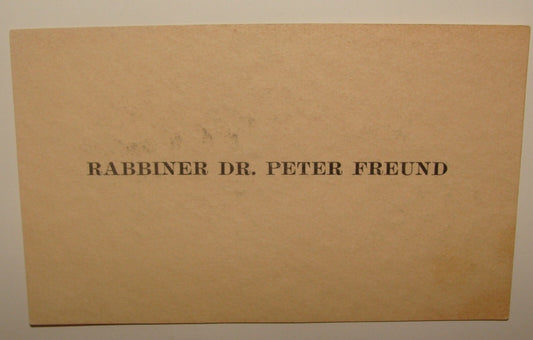 RABBINER DR. PETER FREUND